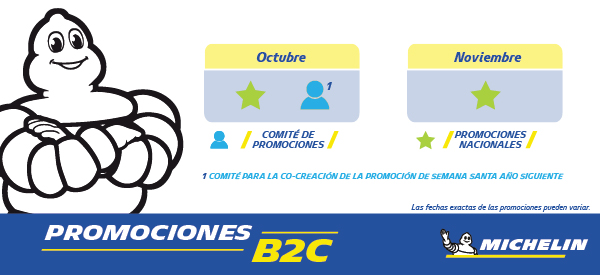 Octubre
Noviembre
1
COMITÉ DE
PROMOCIONES
PROMOCIONES
NACIONALES
1 COMITÉ PARA LA CO-CREACIÓN DE LA PROMOCIÓN DE SEMANA SANTA AÑO SIGUIENTE
Las fechas exactas de las promociones pueden variar.
PROMOCIONES
B2C
MICHELIN